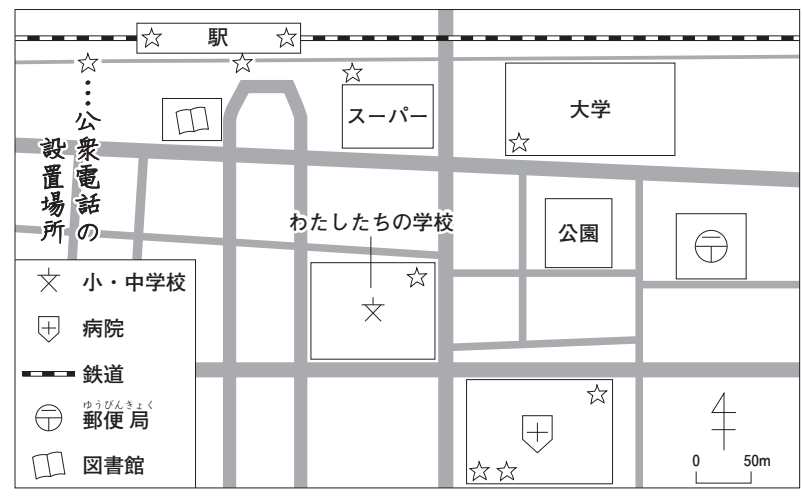 駅
☆…公衆電話の
設置場所
スーパー
大学
わたしたちの学校
公園
小・中学校
病院
鉄道
ゆうびんきょく
郵便局
図書館
0 50m